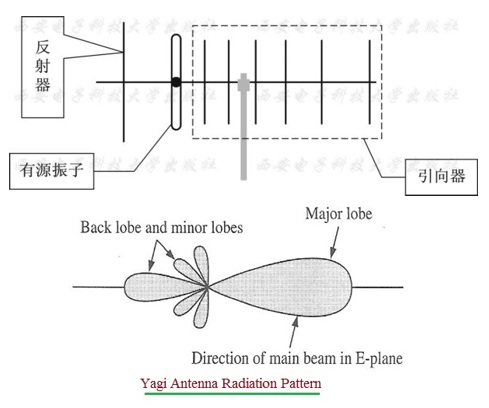 反
射
器
西安电子科技大学出版社
西安电子科技大学出版社
有源振子
引向器
Major lobe
Back lobe and minor lobes
Direction of main beam in E-plane
Yagi Antenna Radiation Pattern